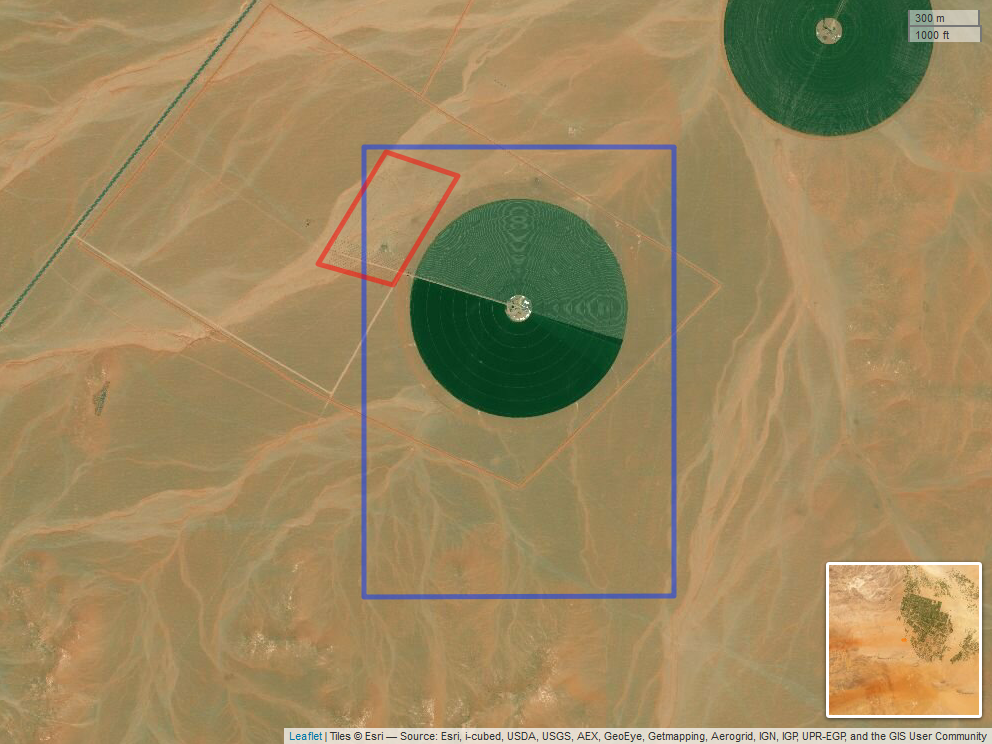 300 m
1000 ft
Leaflet | Tiles © Esri — Source: Esri, i-cubed, USDA, USGS, AEX, GeoEye, Getmapping, Aerogrid, IGN, IGP, UPR-EGP, and the GIS User Community